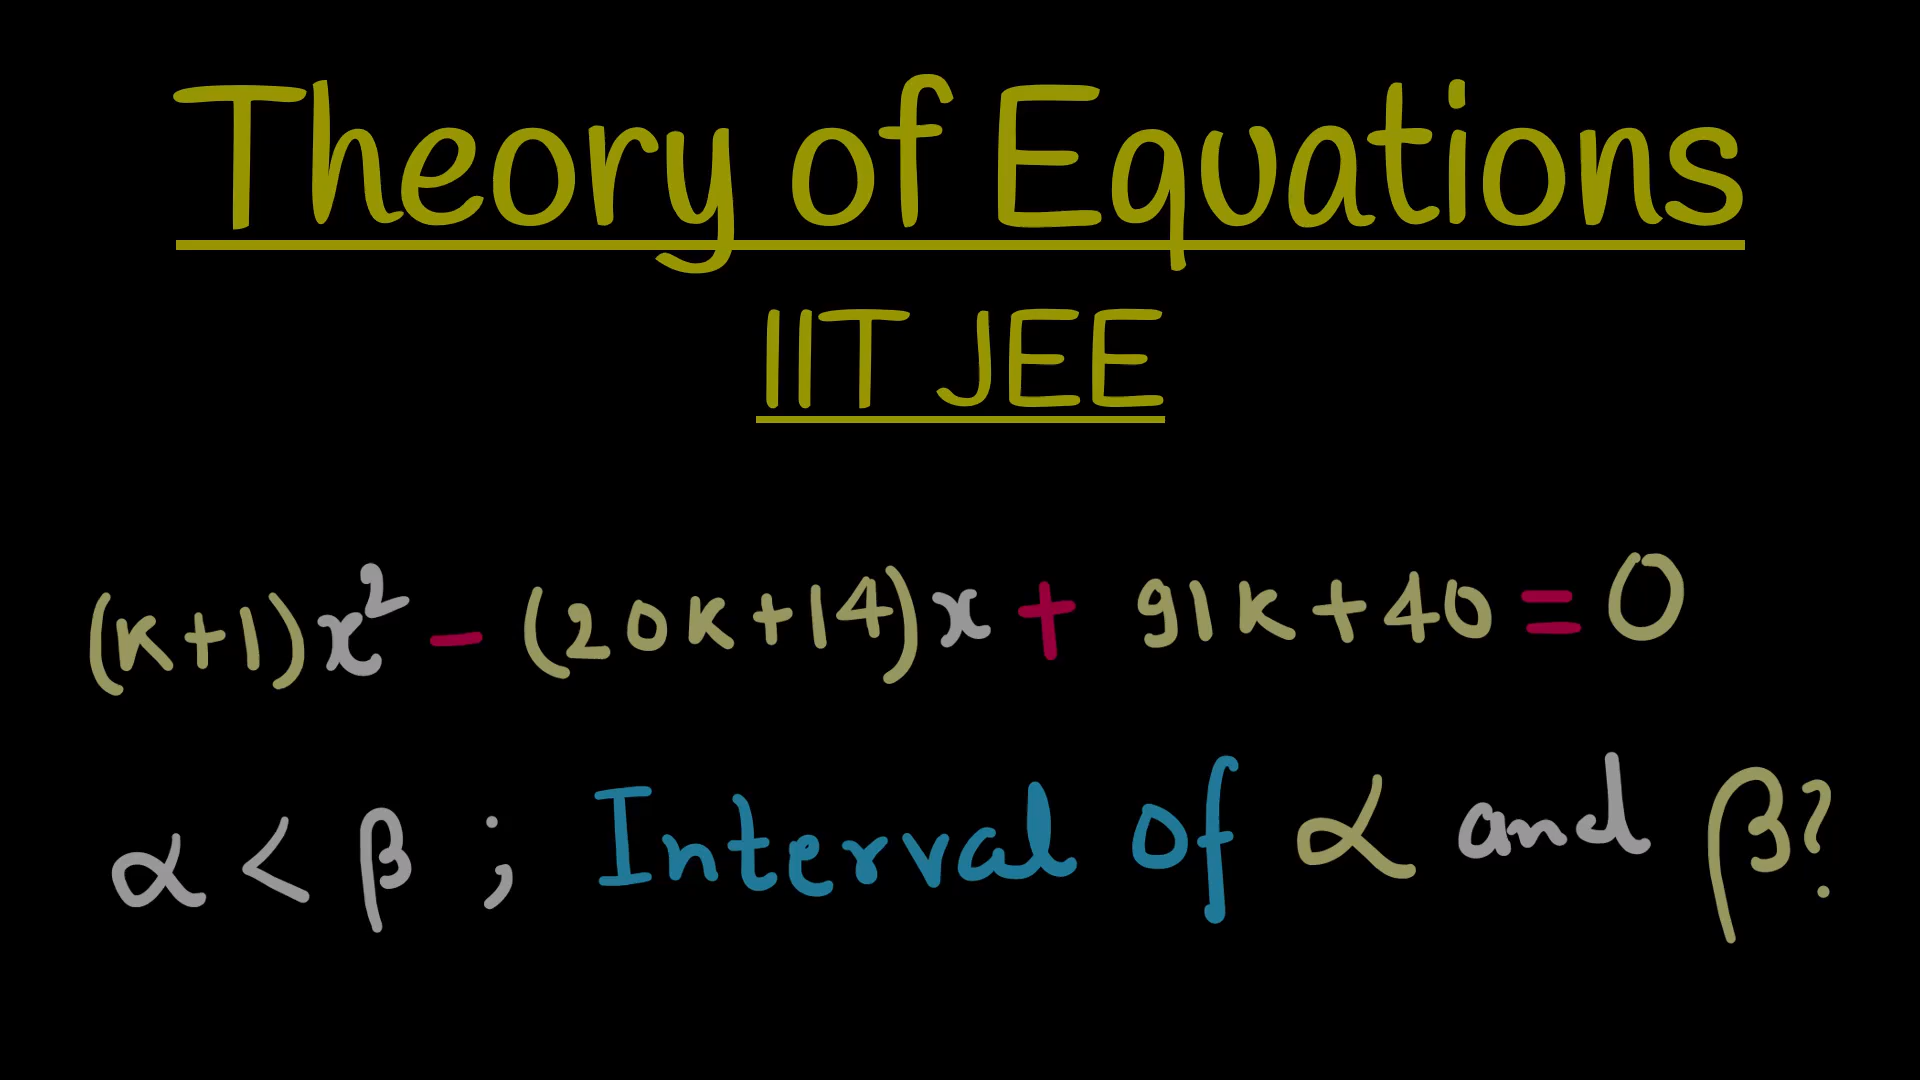 Theory of Equations
IIT JEE
(K+1)x² - (20K+14)x + 91K+40=0
α < β ; Interval of α and β?